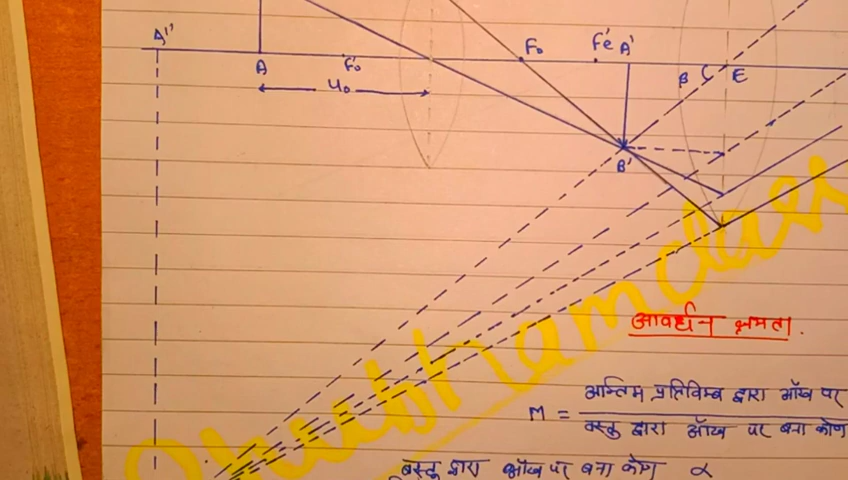 A''
A
F₀'
F₀
Fe'
A'
B
C
E
u₀
B'
आवर्धन क्षमता.
अन्तिम प्रतिबिम्ब द्वारा आँख पर
M =
वस्तु द्वारा आँख पर बना कोण
वस्तु द्वारा आँख पर बना कोण α